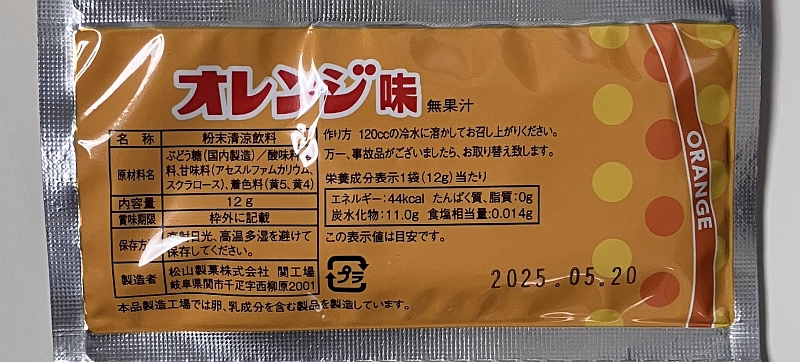 オレンジ味 無果汁
名称 粉末清涼飲料
原材料名 ぶどう糖(国内製造)/酸味料、
料、甘味料(アセスルファムカリウム、
スクラロース)、着色料(黄5、黄4)
内容量 12g
賞味期限 枠外に記載
保存方 直射日光、高温多湿を避けて
保存してください。
製造者 松山製菓株式会社 関工場
岐阜県関市千疋字西柳原2001
本品製造工場では卵、乳成分を含む製品を製造しています。
作り方 120ccの冷水に溶かしてお召し上がりください。
万一、事故品がございましたら、お取り替え致します。
栄養成分表示1袋(12g)当たり
エネルギー:44kcal たんぱく質、脂質:0g
炭水化物:11.0g 食塩相当量:0.014g
この表示値は目安です。
プラ
2025.05.20
ORANGE